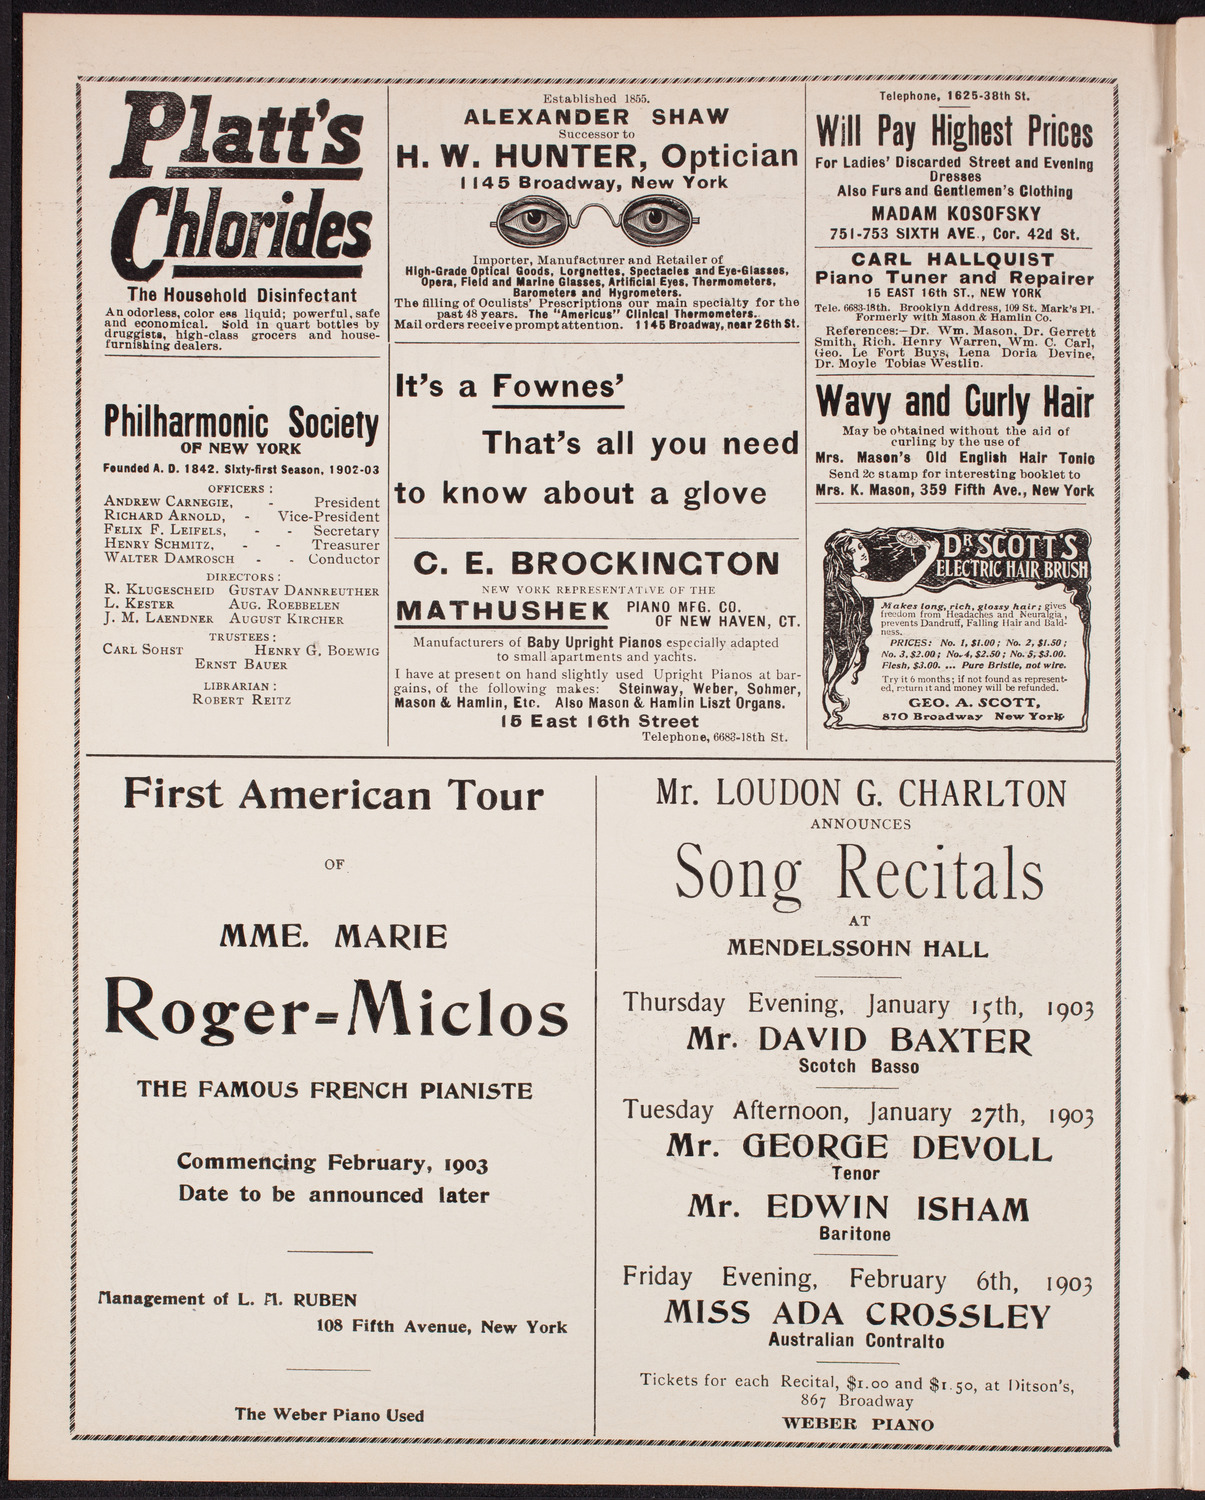 Platt's
Chlorides
The Household Disinfectant
An odorless, color ess liquid; powerful, safe
and economical. Sold in quart bottles by
druggists, high-class grocers and house-
furnishing dealers.
Philharmonic Society
OF NEW YORK
Founded A. D. 1842. Sixty-first Season, 1902-03
OFFICERS:
ANDREW CARNEGIE, - President
RICHARD ARNOLD, - Vice-President
FELIX F. LEIFELS, - - Secretary
HENRY SCHMITZ, - - Treasurer
WALTER DAMROSCH - - Conductor
DIRECTORS:
R. KLUGESCHEID GUSTAV DANNREUTHER
L. KESTER AUG. ROEBBELEN
J. M. LAENDNER AUGUST KIRCHER
TRUSTEES:
CARL SOHST HENRY G. BOEWIG
ERNST BAUER
LIBRARIAN:
ROBERT REITZ
Established 1855.
ALEXANDER SHAW
Successor to
H. W. HUNTER, Optician
1145 Broadway, New York
Importer, Manufacturer and Retailer of
High-Grade Optical Goods, Lorgnettes, Spectacles and Eye-Glasses,
Opera, Field and Marine Glasses, Artificial Eyes, Thermometers,
Barometers and Hygrometers.
The filling of Oculists' Prescriptions our main specialty for the
past 48 years. The "Americus" Clinical Thermometers.
Mail orders receive prompt attention. 1145 Broadway, near 26th St.
It's a Fownes'
That's all you need
to know about a glove
C. E. BROCKINGTON
NEW YORK REPRESENTATIVE OF THE
MATHUSHEK PIANO MFG. CO.
OF NEW HAVEN, CT.
Manufacturers of Baby Upright Pianos especially adapted
to small apartments and yachts.
I have at present on hand slightly used Upright Pianos at bar-
gains, of the following makes: Steinway, Weber, Sohmer,
Mason & Hamlin, Etc. Also Mason & Hamlin Liszt Organs.
15 East 16th Street
Telephone, 6683-18th St.
Telephone, 1625-38th St.
Will Pay Highest Prices
For Ladies' Discarded Street and Evening
Dresses
Also Furs and Gentlemen's Clothing
MADAM KOSOFSKY
751-753 SIXTH AVE., Cor. 42d St.
CARL HALLQUIST
Piano Tuner and Repairer
15 EAST 16th ST., NEW YORK
Tele. 6683-18th. Brooklyn Address, 109 St. Mark's Pl.
Formerly with Mason & Hamlin Co.
References:—Dr. Wm. Mason, Dr. Gerrett
Smith, Rich. Henry Warren, Wm. C. Carl,
Geo. Le Fort Buys, Lena Doria Devine,
Dr. Moyle Tobias Westlin.
Wavy and Curly Hair
May be obtained without the aid of
curling by the use of
Mrs. Mason's Old English Hair Tonic
Send 2c stamp for interesting booklet to
Mrs. K. Mason, 359 Fifth Ave., New York
DR SCOTT'S
ELECTRIC HAIR BRUSH
Makes long, rich, glossy hair; gives
freedom from Headaches and Neuralgia,
prevents Dandruff, Falling Hair and Bald-
ness.
PRICES: No. 1, $1.00; No. 2, $1.50;
No. 3, $2.00; No. 4, $2.50; No. 5, $3.00.
Flesh, $3.00. ... Pure Bristle, not wire.
Try it 6 months; if not found as represent-
ed, return it and money will be refunded.
GEO. A. SCOTT,
870 Broadway New York
First American Tour
OF
MME. MARIE
Roger=Miclos
THE FAMOUS FRENCH PIANISTE
Commencing February, 1903
Date to be announced later
Management of L. M. RUBEN
108 Fifth Avenue, New York
The Weber Piano Used
Mr. LOUDON G. CHARLTON
ANNOUNCES
Song Recitals
AT
MENDELSSOHN HALL
Thursday Evening, January 15th, 1903
Mr. DAVID BAXTER
Scotch Basso
Tuesday Afternoon, January 27th, 1903
Mr. GEORGE DEVOLL
Tenor
Mr. EDWIN ISHAM
Baritone
Friday Evening, February 6th, 1903
MISS ADA CROSSLEY
Australian Contralto
Tickets for each Recital, $1.00 and $1.50, at Ditson's,
867 Broadway
WEBER PIANO